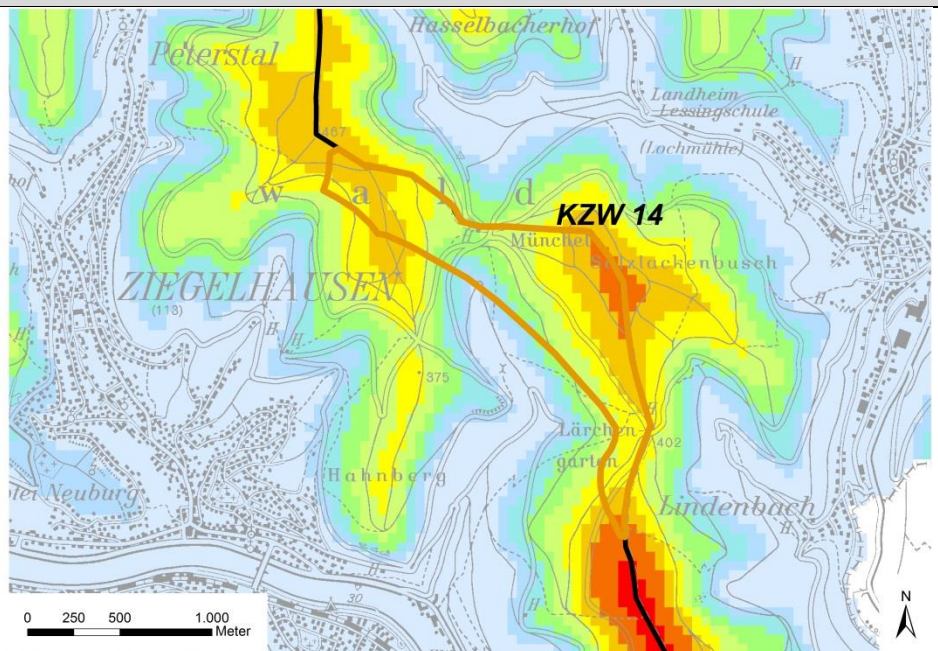 Hasselbacherhof
Peterstal
Landheim
Lessingschule
(Lochmühle)
467
hof
w a l d
KZW 14
Münchel
ZIEGELHAUSEN
(113)
H
375
Lärchen-
garten
402
Hahnberg
Lindenbach
Neuburg
30
N
0 250 500 1.000
Meter